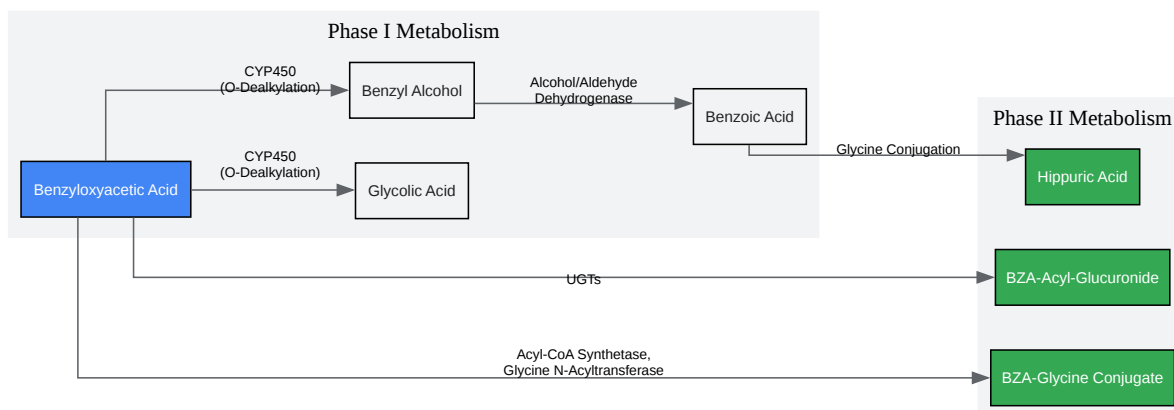 Phase I Metabolism
CYP450
(O-Dealkylation)
Benzyl Alcohol
Alcohol/Aldehyde
Dehydrogenase
Benzoic Acid
Phase II Metabolism
Glycine Conjugation
CYP450
(O-Dealkylation)
Benzyloxyacetic Acid
Glycolic Acid
Hippuric Acid
UGTs
BZA-Acyl-Glucuronide
Acyl-CoA Synthetase,
Glycine N-Acyltransferase
BZA-Glycine Conjugate